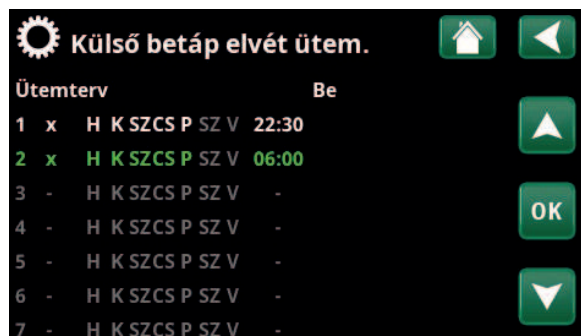 Külső betáp elvét ütem.
Ütemterv Be
1 x H K SZCS P SZ V 22:30
2 x H K SZCS P SZ V 06:00
3 - H K SZCS P SZ V -
4 - H K SZCS P SZ V -
5 - H K SZCS P SZ V -
6 - H K SZCS P SZ V -
7 - H K SZCS P SZ V -
OK